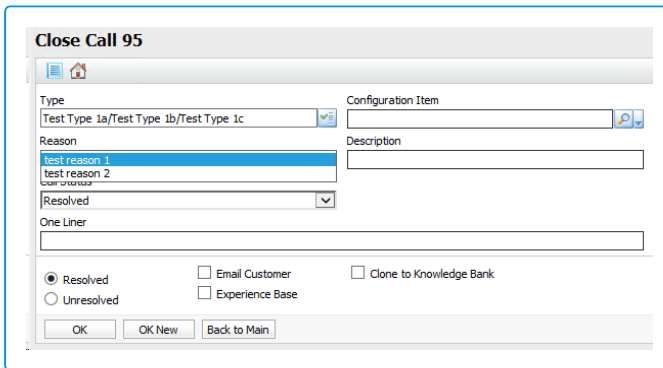 Close Call 95
Type Configuration Item
Test Type 1a/Test Type 1b/Test Type 1c
Reason Description
test reason 1
test reason 2
Call Status
Resolved
One Liner
Resolved Email Customer Clone to Knowledge Bank
Unresolved Experience Base
OK OK New Back to Main